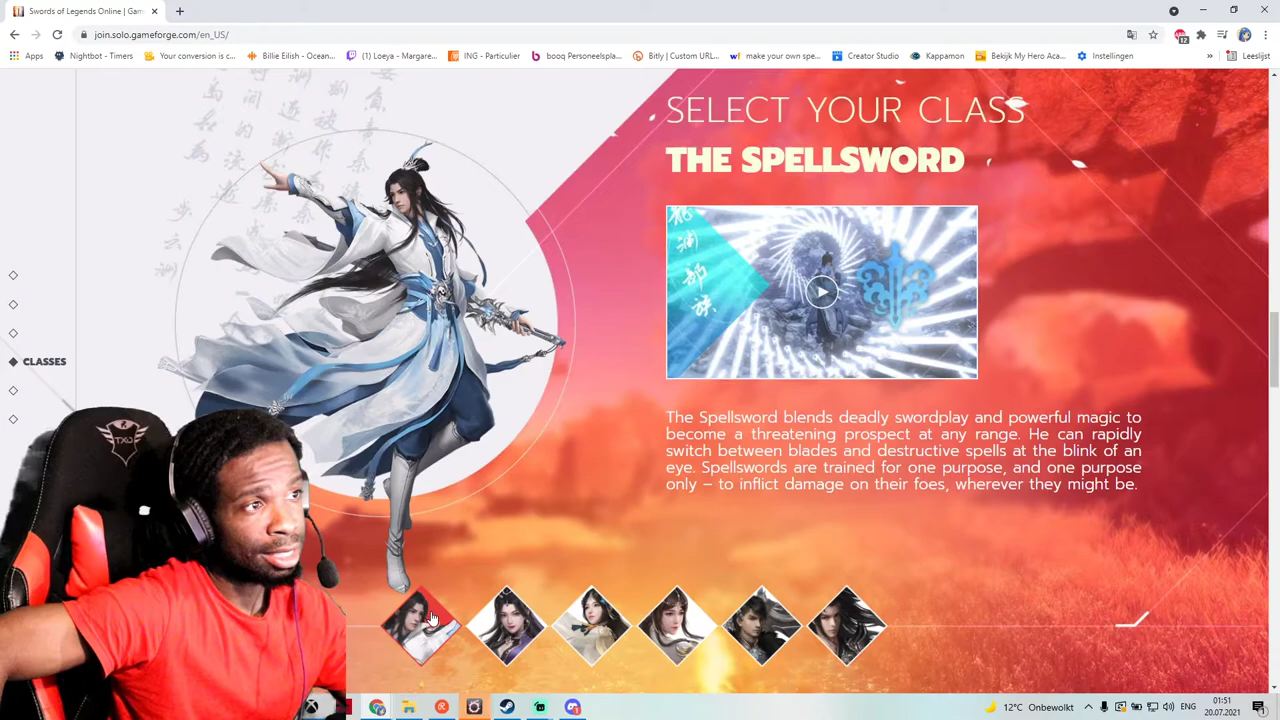 Swords of Legends Online | Gam
join.solo.gameforge.com/en_US/
Apps
Nightbot - Timers
Your conversion is c...
Billie Eilish - Ocean...
(1) Loeya - Margare...
ING - Particulier
booq Personeelspla...
Bitly | Custom URL...
make your own spe...
Creator Studio
Kappamon
Bekijk My Hero Aca...
Instellingen
»
Leeslijst
12
SELECT YOUR CLASS
THE SPELLSWORD
CLASSES
The Spellsword blends deadly swordplay and powerful magic to
become a threatening prospect at any range. He can rapidly
switch between blades and destructive spells at the blink of an
eye. Spellswords are trained for one purpose, and one purpose
only – to inflict damage on their foes, wherever they might be.
12°C Onbewolkt
ENG
01:51
20.07.2021